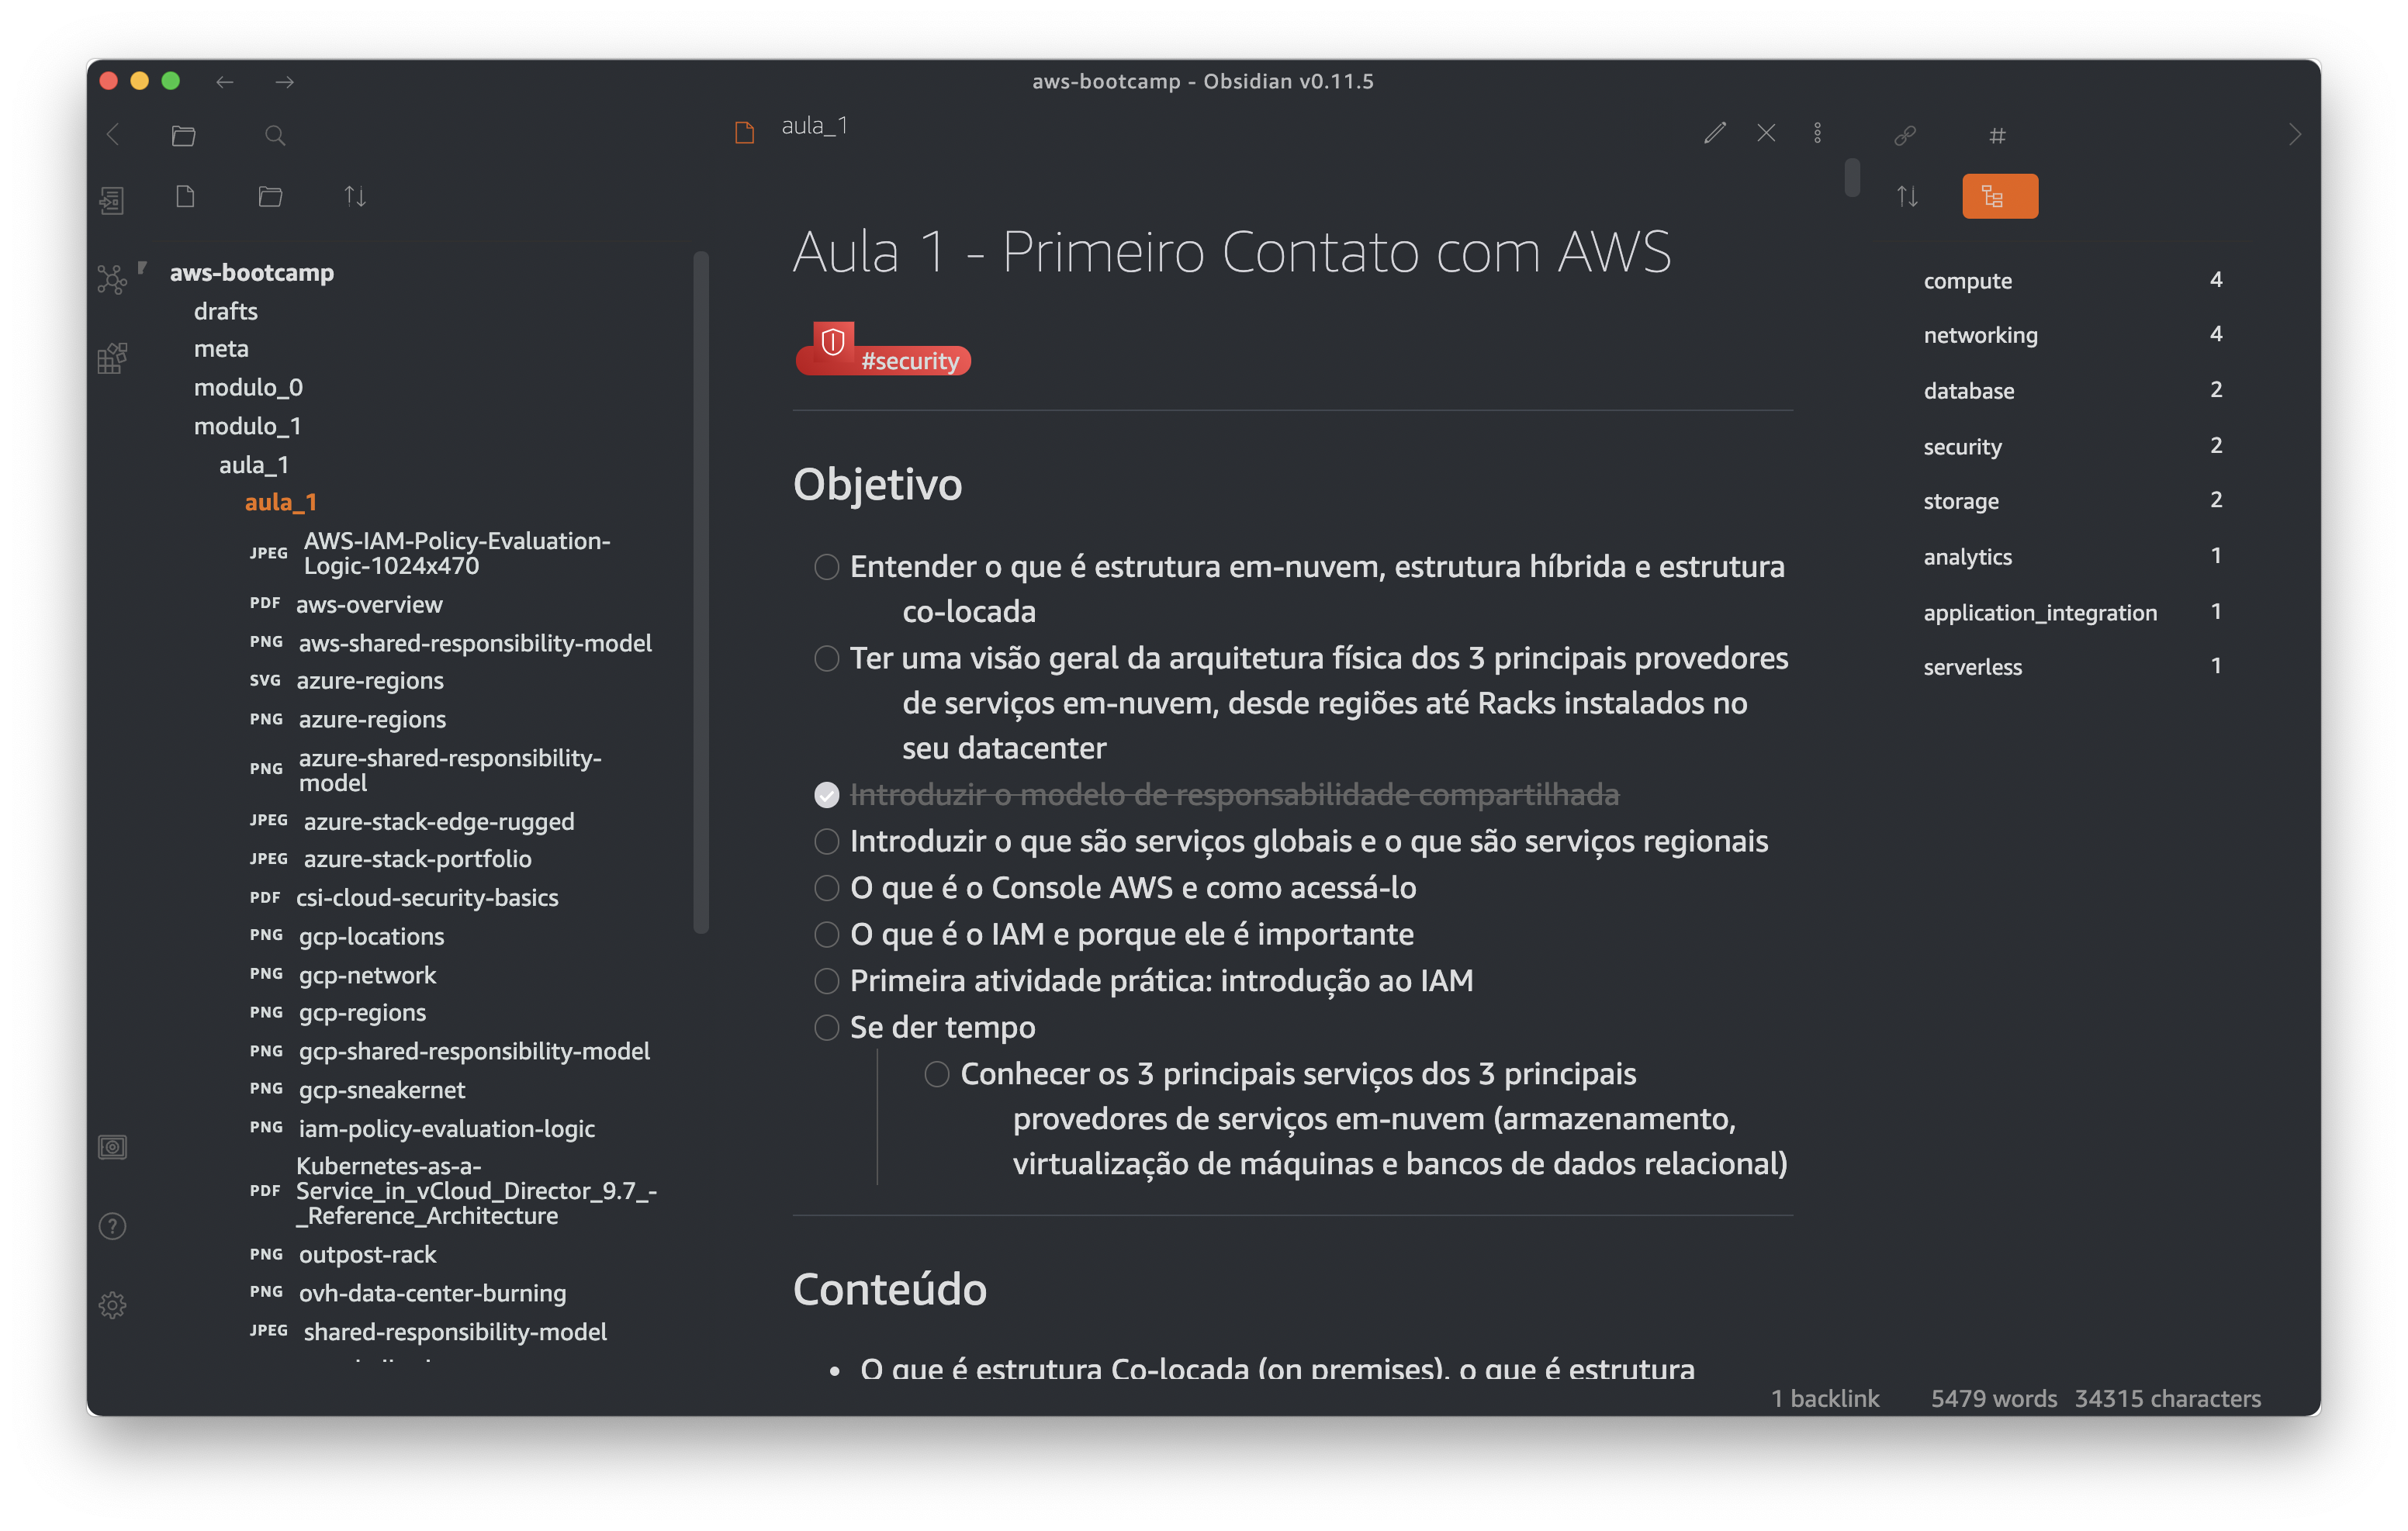 aws-bootcamp - Obsidian v0.11.5
aws-bootcamp
drafts
meta
modulo_0
modulo_1
aula_1
aula_1
JPEG AWS-IAM-Policy-Evaluation-
Logic-1024x470
PDF aws-overview
PNG aws-shared-responsibility-model
SVG azure-regions
PNG azure-regions
PNG azure-shared-responsibility-
model
JPEG azure-stack-edge-rugged
JPEG azure-stack-portfolio
PDF csi-cloud-security-basics
PNG gcp-locations
PNG gcp-network
PNG gcp-regions
PNG gcp-shared-responsibility-model
PNG gcp-sneakernet
PNG iam-policy-evaluation-logic
Kubernetes-as-a-
PDF Service_in_vCloud_Director_9.7_-
_Reference_Architecture
PNG outpost-rack
PNG ovh-data-center-burning
JPEG shared-responsibility-model
aula_1
Aula 1 - Primeiro Contato com AWS
#security
Objetivo
Entender o que é estrutura em-nuvem, estrutura híbrida e estrutura
co-locada
Ter uma visão geral da arquitetura física dos 3 principais provedores
de serviços em-nuvem, desde regiões até Racks instalados no
seu datacenter
Introduzir o modelo de responsabilidade compartilhada
Introduzir o que são serviços globais e o que são serviços regionais
O que é o Console AWS e como acessá-lo
O que é o IAM e porque ele é importante
Primeira atividade prática: introdução ao IAM
Se der tempo
Conhecer os 3 principais serviços dos 3 principais
provedores de serviços em-nuvem (armazenamento,
virtualização de máquinas e bancos de dados relacional)
Conteúdo
• O que é estrutura Co-locada (on premises), o que é estrutura
#
compute 4
networking 4
database 2
security 2
storage 2
analytics 1
application_integration 1
serverless 1
1 backlink 5479 words 34315 characters